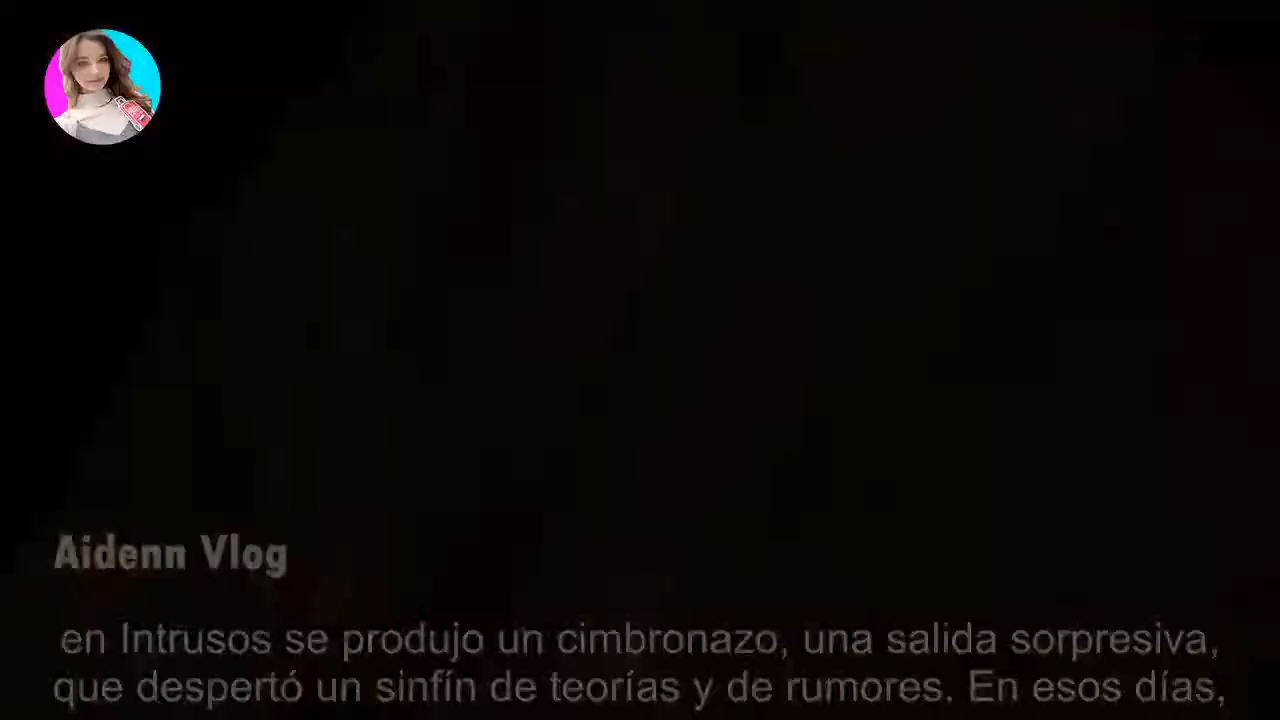 Aidenn Vlog
en Intrusos se produjo un cimbronazo, una salida sorpresiva,
que despertó un sinfín de teorías y de rumores. En esos días,